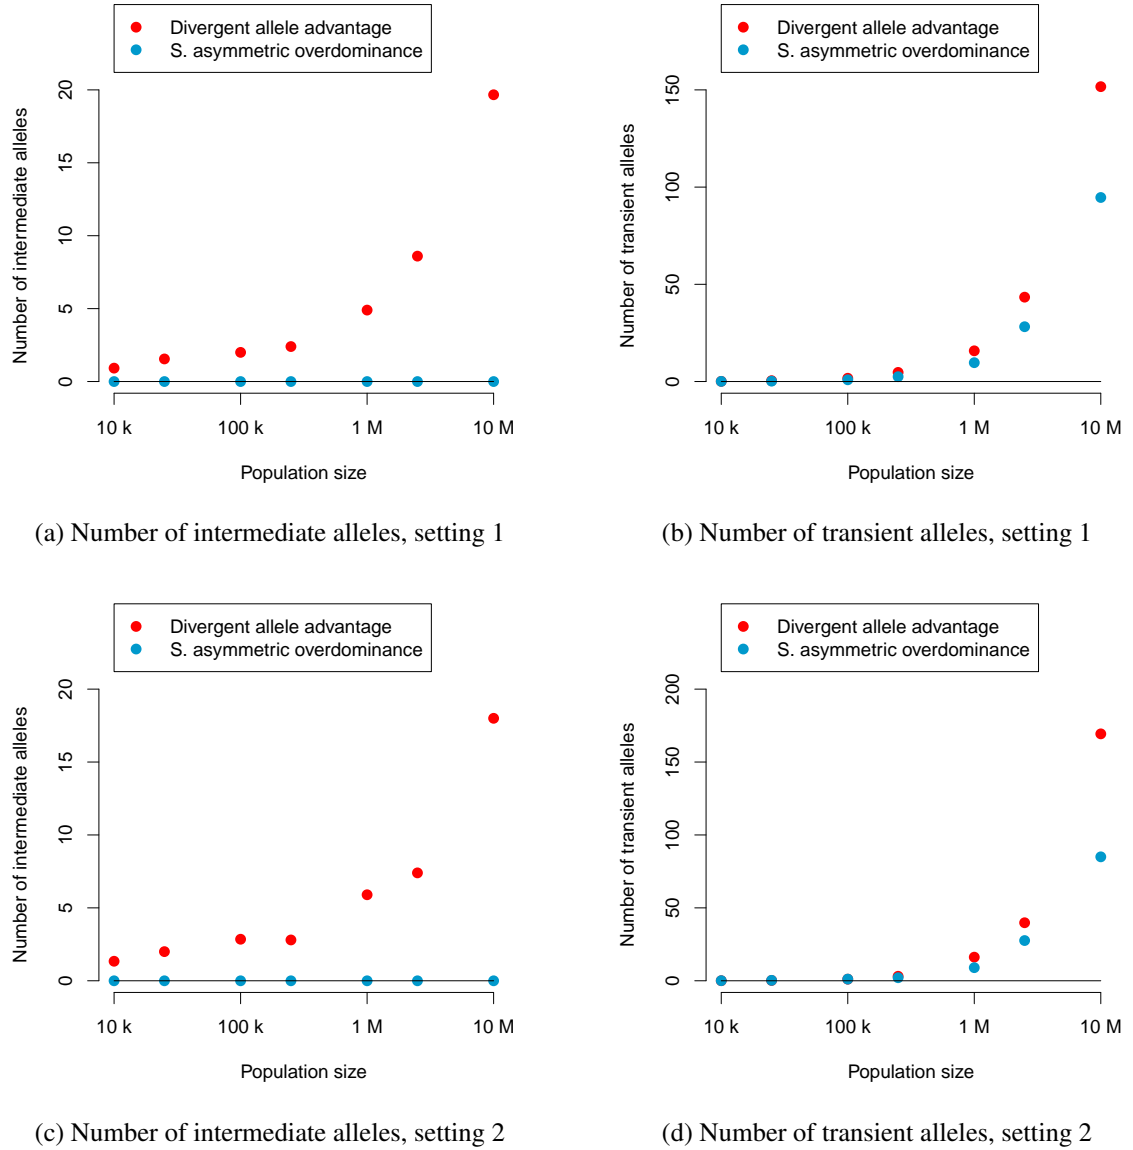 Divergent allele advantage
S. asymmetric overdominance
Number of intermediate alleles
20
15
10
5
0
10 k
100 k
1 M
10 M
Population size
(a) Number of intermediate alleles, setting 1
Divergent allele advantage
S. asymmetric overdominance
Number of transient alleles
150
100
50
0
10 k
100 k
1 M
10 M
Population size
(b) Number of transient alleles, setting 1
Divergent allele advantage
S. asymmetric overdominance
Number of intermediate alleles
20
15
10
5
0
10 k
100 k
1 M
10 M
Population size
(c) Number of intermediate alleles, setting 2
Divergent allele advantage
S. asymmetric overdominance
Number of transient alleles
200
150
100
50
0
10 k
100 k
1 M
10 M
Population size
(d) Number of transient alleles, setting 2